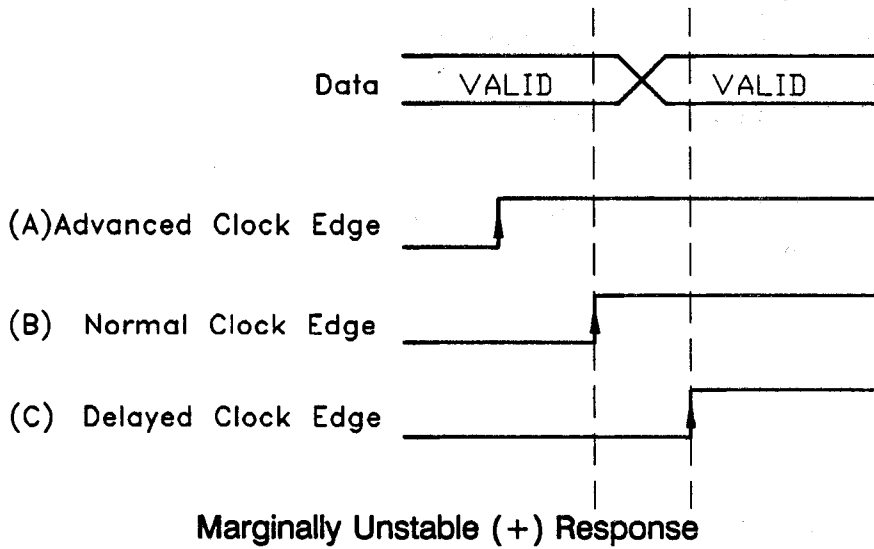 Data VALID VALID
(A)Advanced Clock Edge
(B) Normal Clock Edge
(C) Delayed Clock Edge
Marginally Unstable (+) Response